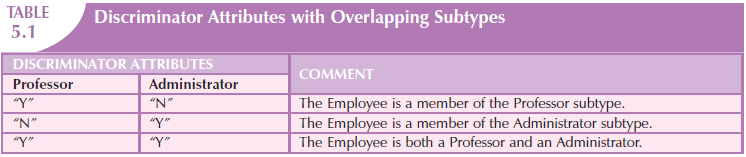 TABLE 5.1
Discriminator Attributes with Overlapping Subtypes
DISCRIMINATOR ATTRIBUTES COMMENT
Professor Administrator
“Y” “N” The Employee is a member of the Professor subtype.
“N” “Y” The Employee is a member of the Administrator subtype.
“Y” “Y” The Employee is both a Professor and an Administrator.